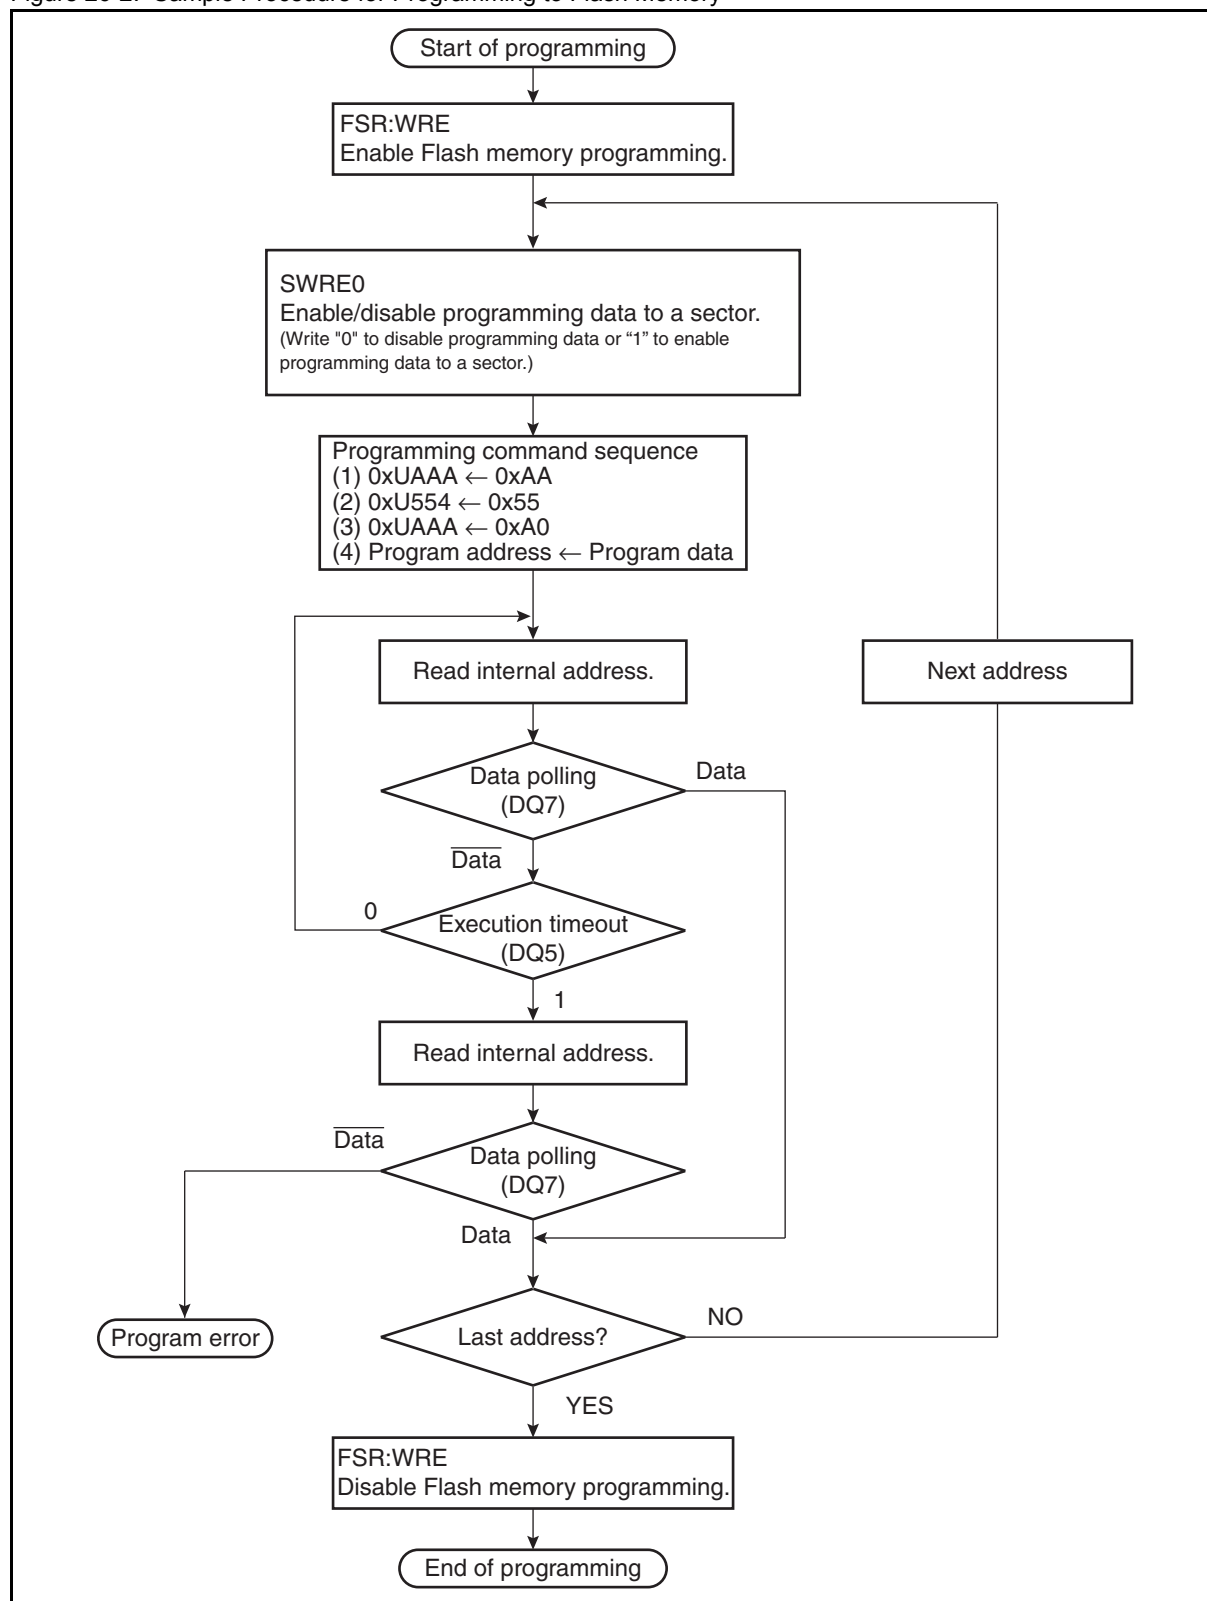 Figure 26-2. Sample Procedure for Programming to Flash Memory
Start of programming
FSR:WRE
Enable Flash memory programming.
SWRE0
Enable/disable programming data to a sector.
(Write "0" to disable programming data or “1” to enable
programming data to a sector.)
Programming command sequence
(1) 0xUAAA ← 0xAA
(2) 0xU554 ← 0x55
(3) 0xUAAA ← 0xA0
(4) Program address ← Program data
Read internal address.
Next address
Data polling
(DQ7)
Data
D̅a̅t̅a̅
0
Execution timeout
(DQ5)
1
Read internal address.
D̅a̅t̅a̅
Data polling
(DQ7)
Data
Program error
Last address?
NO
YES
FSR:WRE
Disable Flash memory programming.
End of programming